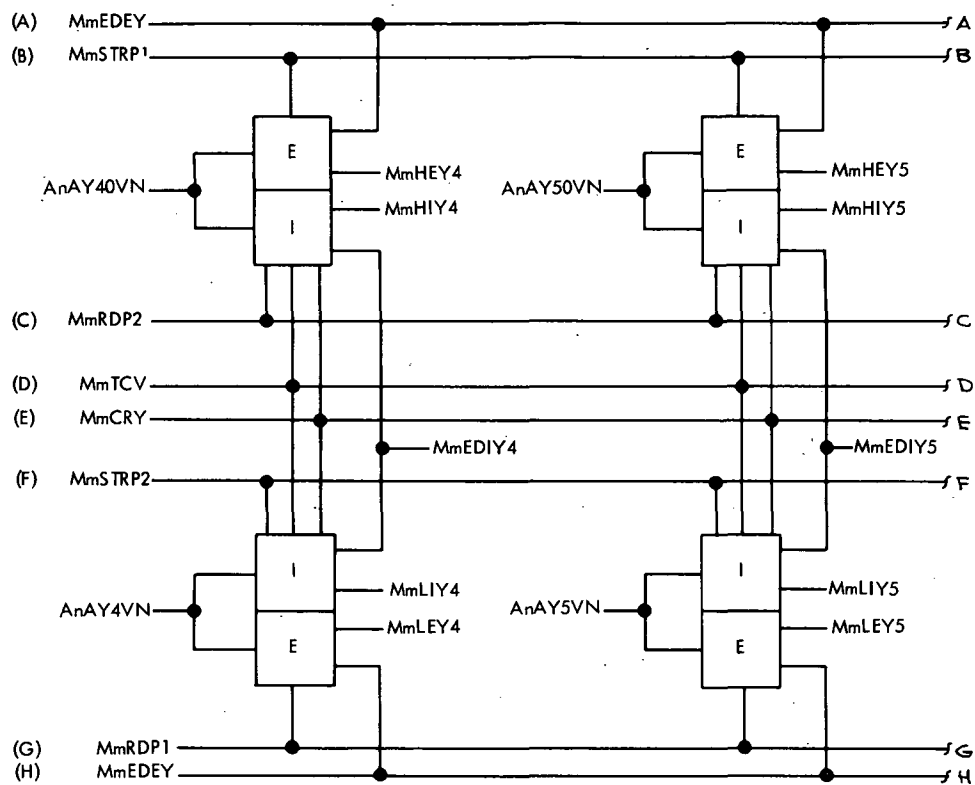 (A) MmEDEY A
(B) MmSTRP1 B
E E
MmHEY4 MmHEY5
AnAY40VN AnAY50VN
MmHIY4 MmHIY5
I I
(C) MmRDP2 C
(D) MmTCV D
(E) MmCRY E
MmEDIY4 MmEDIY5
(F) MmSTRP2 F
I I
MmLIY4 MmLIY5
AnAY4VN AnAY5VN
MmLEY4 MmLEY5
E E
(G) MmRDP1 G
(H) MmEDEY H